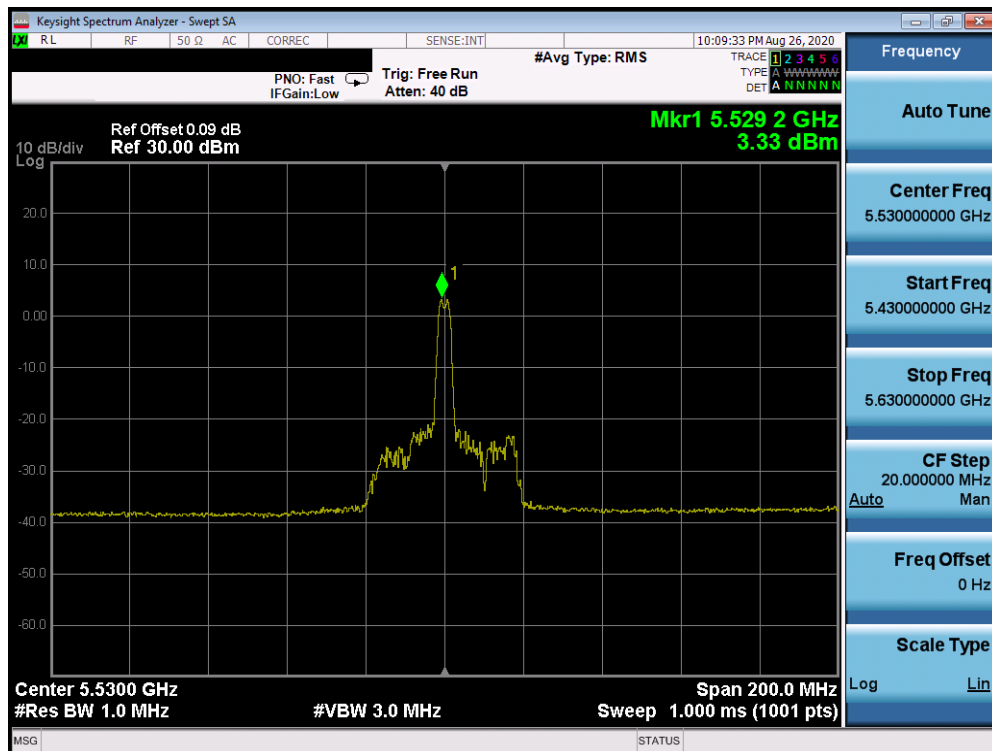 Keysight Spectrum Analyzer - Swept SA
LXI RL RF 50 Ω AC CORREC SENSE:INT 10:09:33 PM Aug 26, 2020
#Avg Type: RMS
TRACE 1 2 3 4 5 6
PNO: Fast Trig: Free Run
TYPE A WWWWW
IFGain:Low Atten: 40 dB
DET A N N N N N
Mkr1 5.529 2 GHz
3.33 dBm
Ref Offset 0.09 dB
10 dB/div Ref 30.00 dBm
Log
1
20.0
10.0
0.00
-10.0
-20.0
-30.0
-40.0
-50.0
-60.0
Center 5.5300 GHz Span 200.0 MHz
#Res BW 1.0 MHz #VBW 3.0 MHz Sweep 1.000 ms (1001 pts)
MSG STATUS
Frequency
Auto Tune
Center Freq
5.530000000 GHz
Start Freq
5.430000000 GHz
Stop Freq
5.630000000 GHz
CF Step
20.000000 MHz
Auto Man
Freq Offset
0 Hz
Scale Type
Log Lin